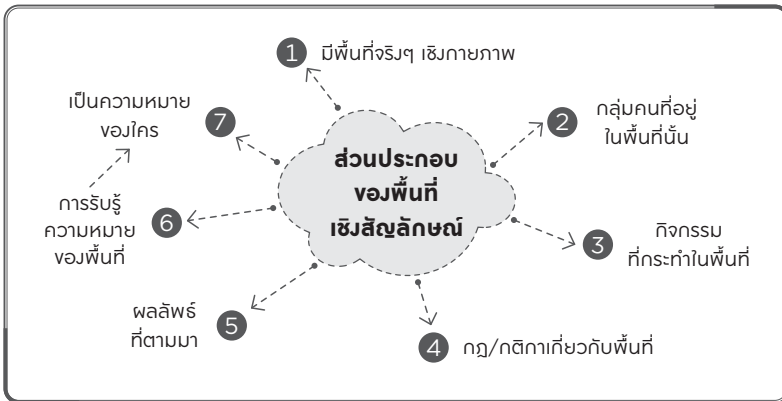 ส่วนประกอบ
ของพื้นที่
เชิงสัญลักษณ์
1 มีพื้นที่จริงๆ เชิงกายภาพ
2 กลุ่มคนที่อยู่
ในพื้นที่นั้น
3 กิจกรรม
ที่กระทำในพื้นที่
4 กฎ/กติกาเกี่ยวกับพื้นที่
5 ผลลัพธ์
ที่ตามมา
6 การรับรู้
ความหมาย
ของพื้นที่
7 เป็นความหมาย
ของใคร